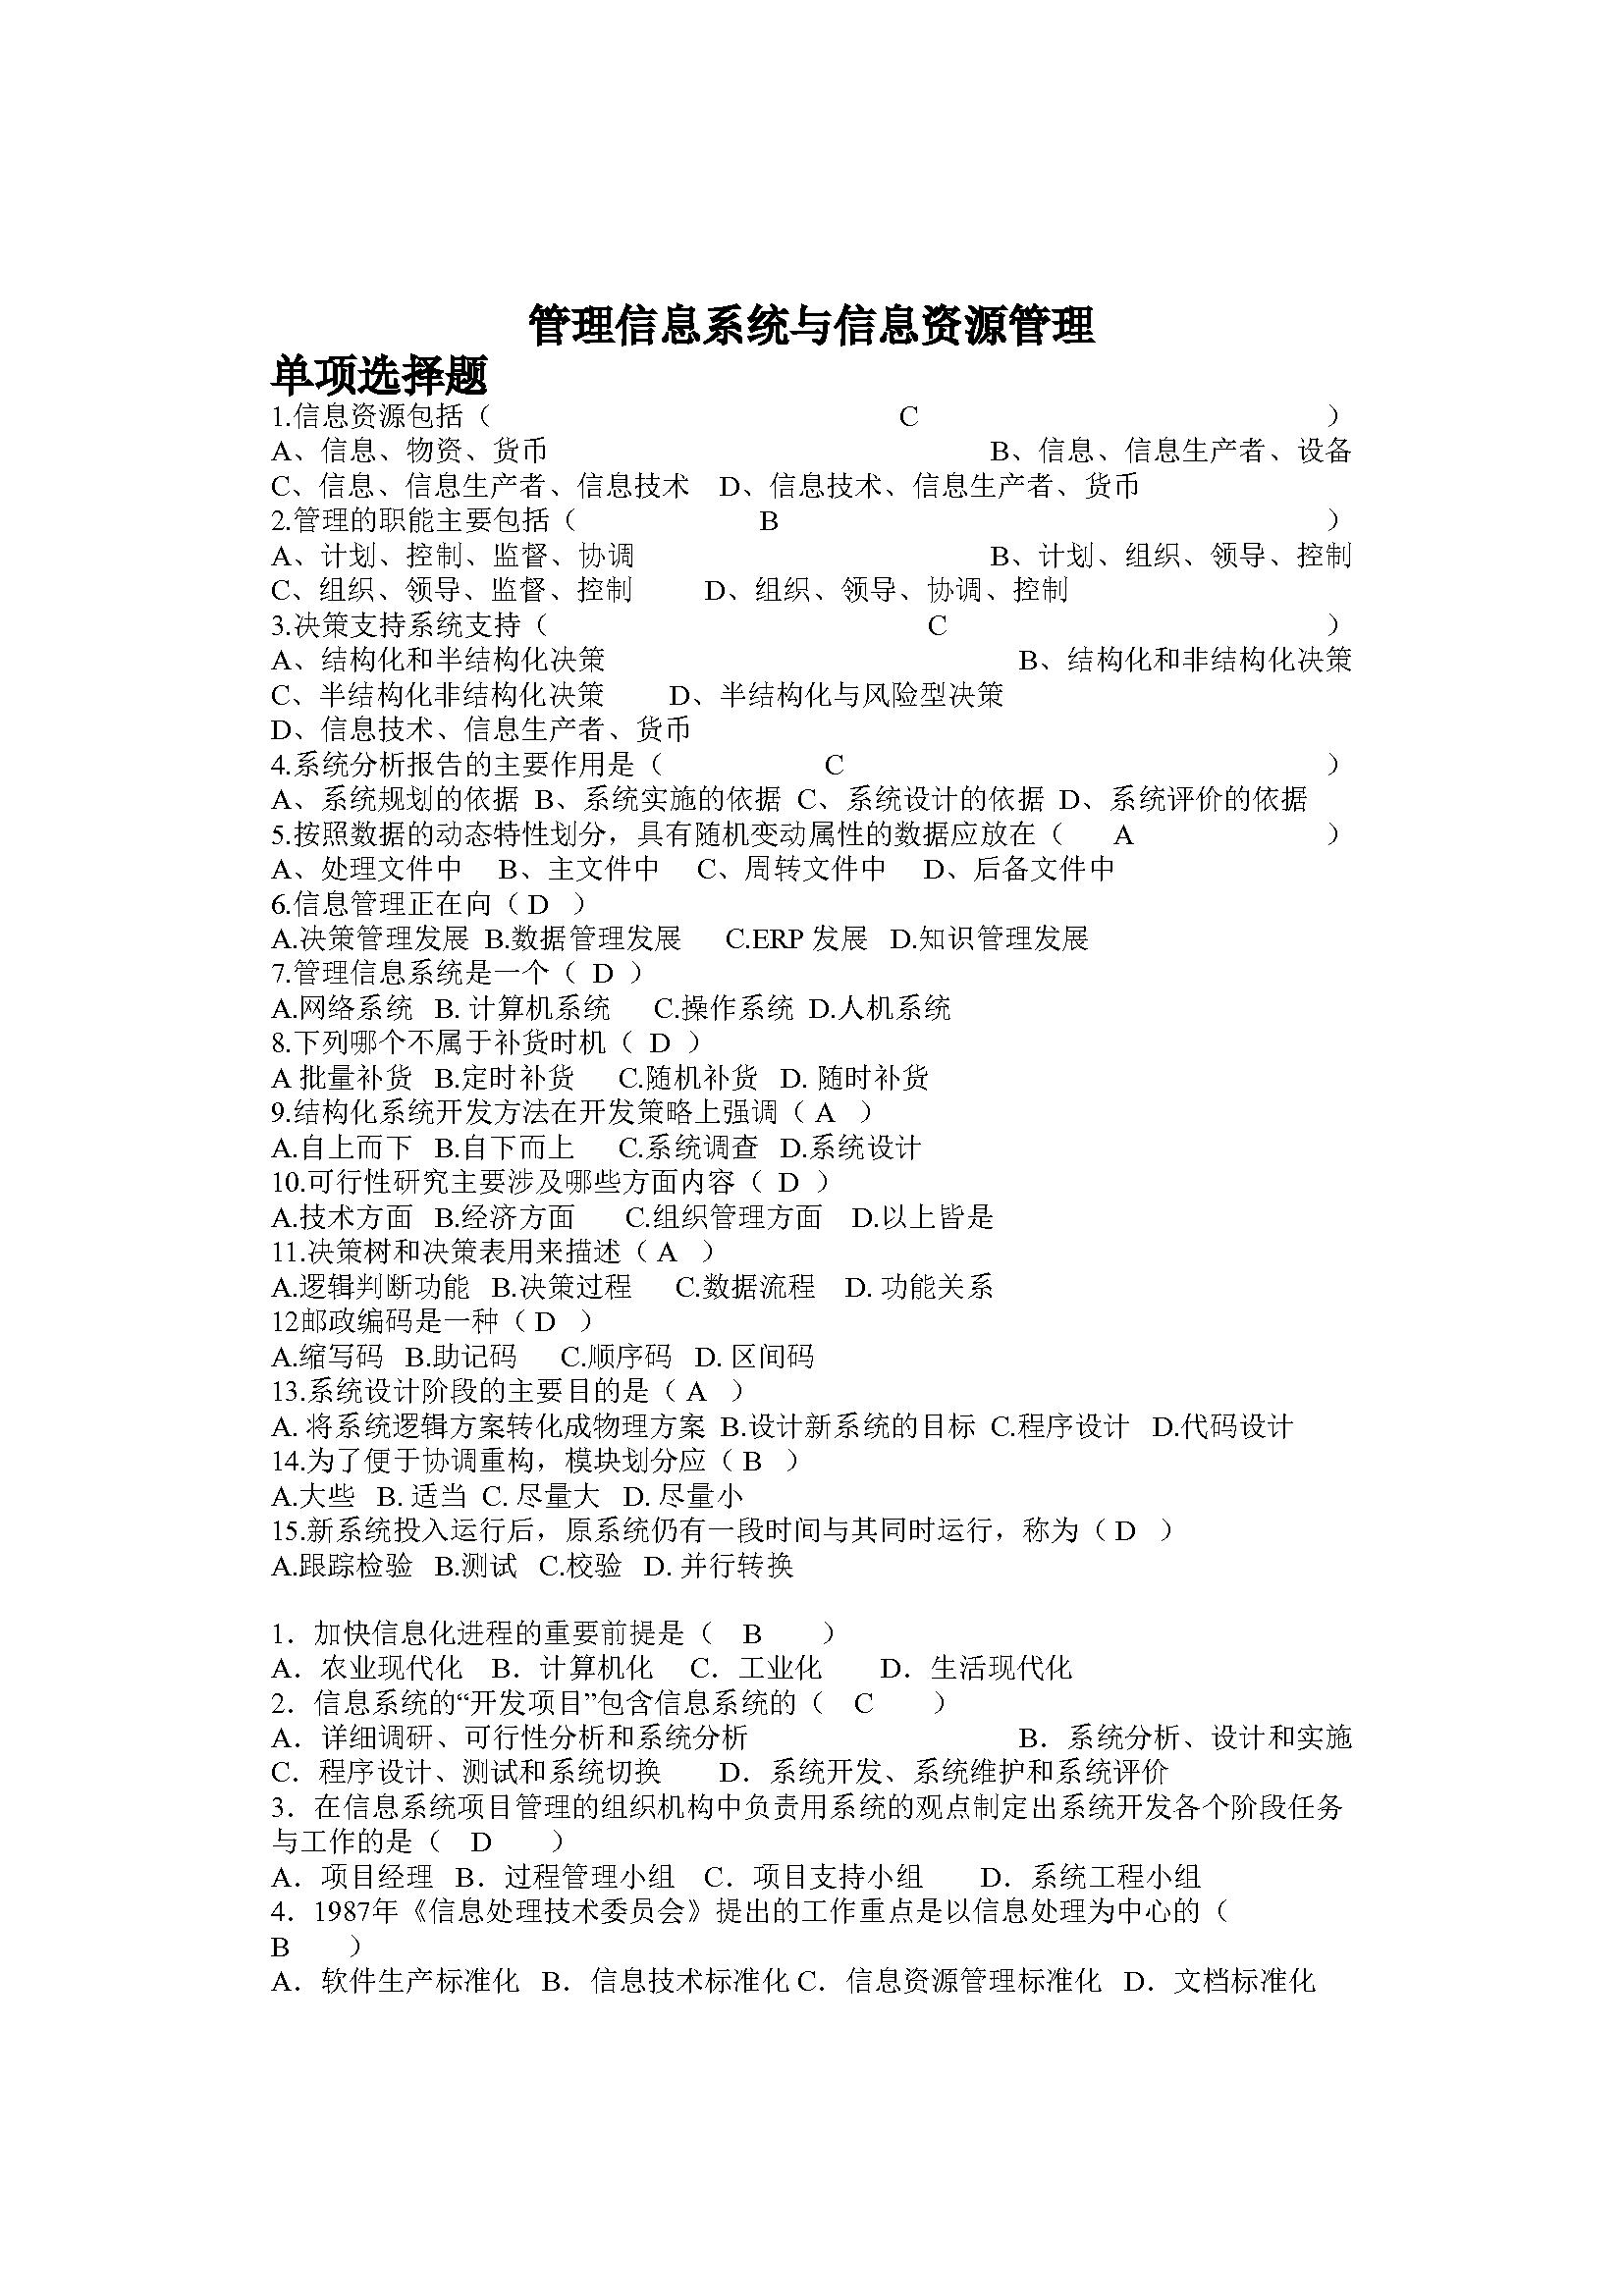 管理信息系统与信息资源管理
单项选择题
1.信息资源包括（ C ）
A、信息、物资、货币 B、信息、信息生产者、设备
C、信息、信息生产者、信息技术 D、信息技术、信息生产者、货币
2.管理的职能主要包括（ B ）
A、计划、控制、监督、协调 B、计划、组织、领导、控制
C、组织、领导、监督、控制 D、组织、领导、协调、控制
3.决策支持系统支持（ C ）
A、结构化和半结构化决策 B、结构化和非结构化决策
C、半结构化非结构化决策 D、半结构化与风险型决策
D、信息技术、信息生产者、货币
4.系统分析报告的主要作用是（ C ）
A、系统规划的依据 B、系统实施的依据 C、系统设计的依据 D、系统评价的依据
5.按照数据的动态特性划分，具有随机变动属性的数据应放在（ A ）
A、处理文件中 B、主文件中 C、周转文件中 D、后备文件中
6.信息管理正在向（ D ）
A.决策管理发展 B.数据管理发展 C.ERP 发展 D.知识管理发展
7.管理信息系统是一个（ D ）
A.网络系统 B. 计算机系统 C.操作系统 D.人机系统
8.下列哪个不属于补货时机（ D ）
A 批量补货 B.定时补货 C.随机补货 D. 随时补货
9.结构化系统开发方法在开发策略上强调（ A ）
A.自上而下 B.自下而上 C.系统调查 D.系统设计
10.可行性研究主要涉及哪些方面内容（ D ）
A.技术方面 B.经济方面 C.组织管理方面 D.以上皆是
11.决策树和决策表用来描述（ A ）
A.逻辑判断功能 B.决策过程 C.数据流程 D. 功能关系
12邮政编码是一种（ D ）
A.缩写码 B.助记码 C.顺序码 D. 区间码
13.系统设计阶段的主要目的是（ A ）
A. 将系统逻辑方案转化成物理方案 B.设计新系统的目标 C.程序设计 D.代码设计
14.为了便于协调重构，模块划分应（ B ）
A.大些 B. 适当 C. 尽量大 D. 尽量小
15.新系统投入运行后，原系统仍有一段时间与其同时运行，称为（ D ）
A.跟踪检验 B.测试 C.校验 D. 并行转换
1．加快信息化进程的重要前提是（ B ）
A．农业现代化 B．计算机化 C．工业化 D．生活现代化
2．信息系统的“开发项目”包含信息系统的（ C ）
A．详细调研、可行性分析和系统分析 B．系统分析、设计和实施
C．程序设计、测试和系统切换 D．系统开发、系统维护和系统评价
3．在信息系统项目管理的组织机构中负责用系统的观点制定出系统开发各个阶段任务
与工作的是（ D ）
A．项目经理 B．过程管理小组 C．项目支持小组 D．系统工程小组
4．1987年《信息处理技术委员会》提出的工作重点是以信息处理为中心的（
B ）
A．软件生产标准化 B．信息技术标准化 C．信息资源管理标准化 D．文档标准化